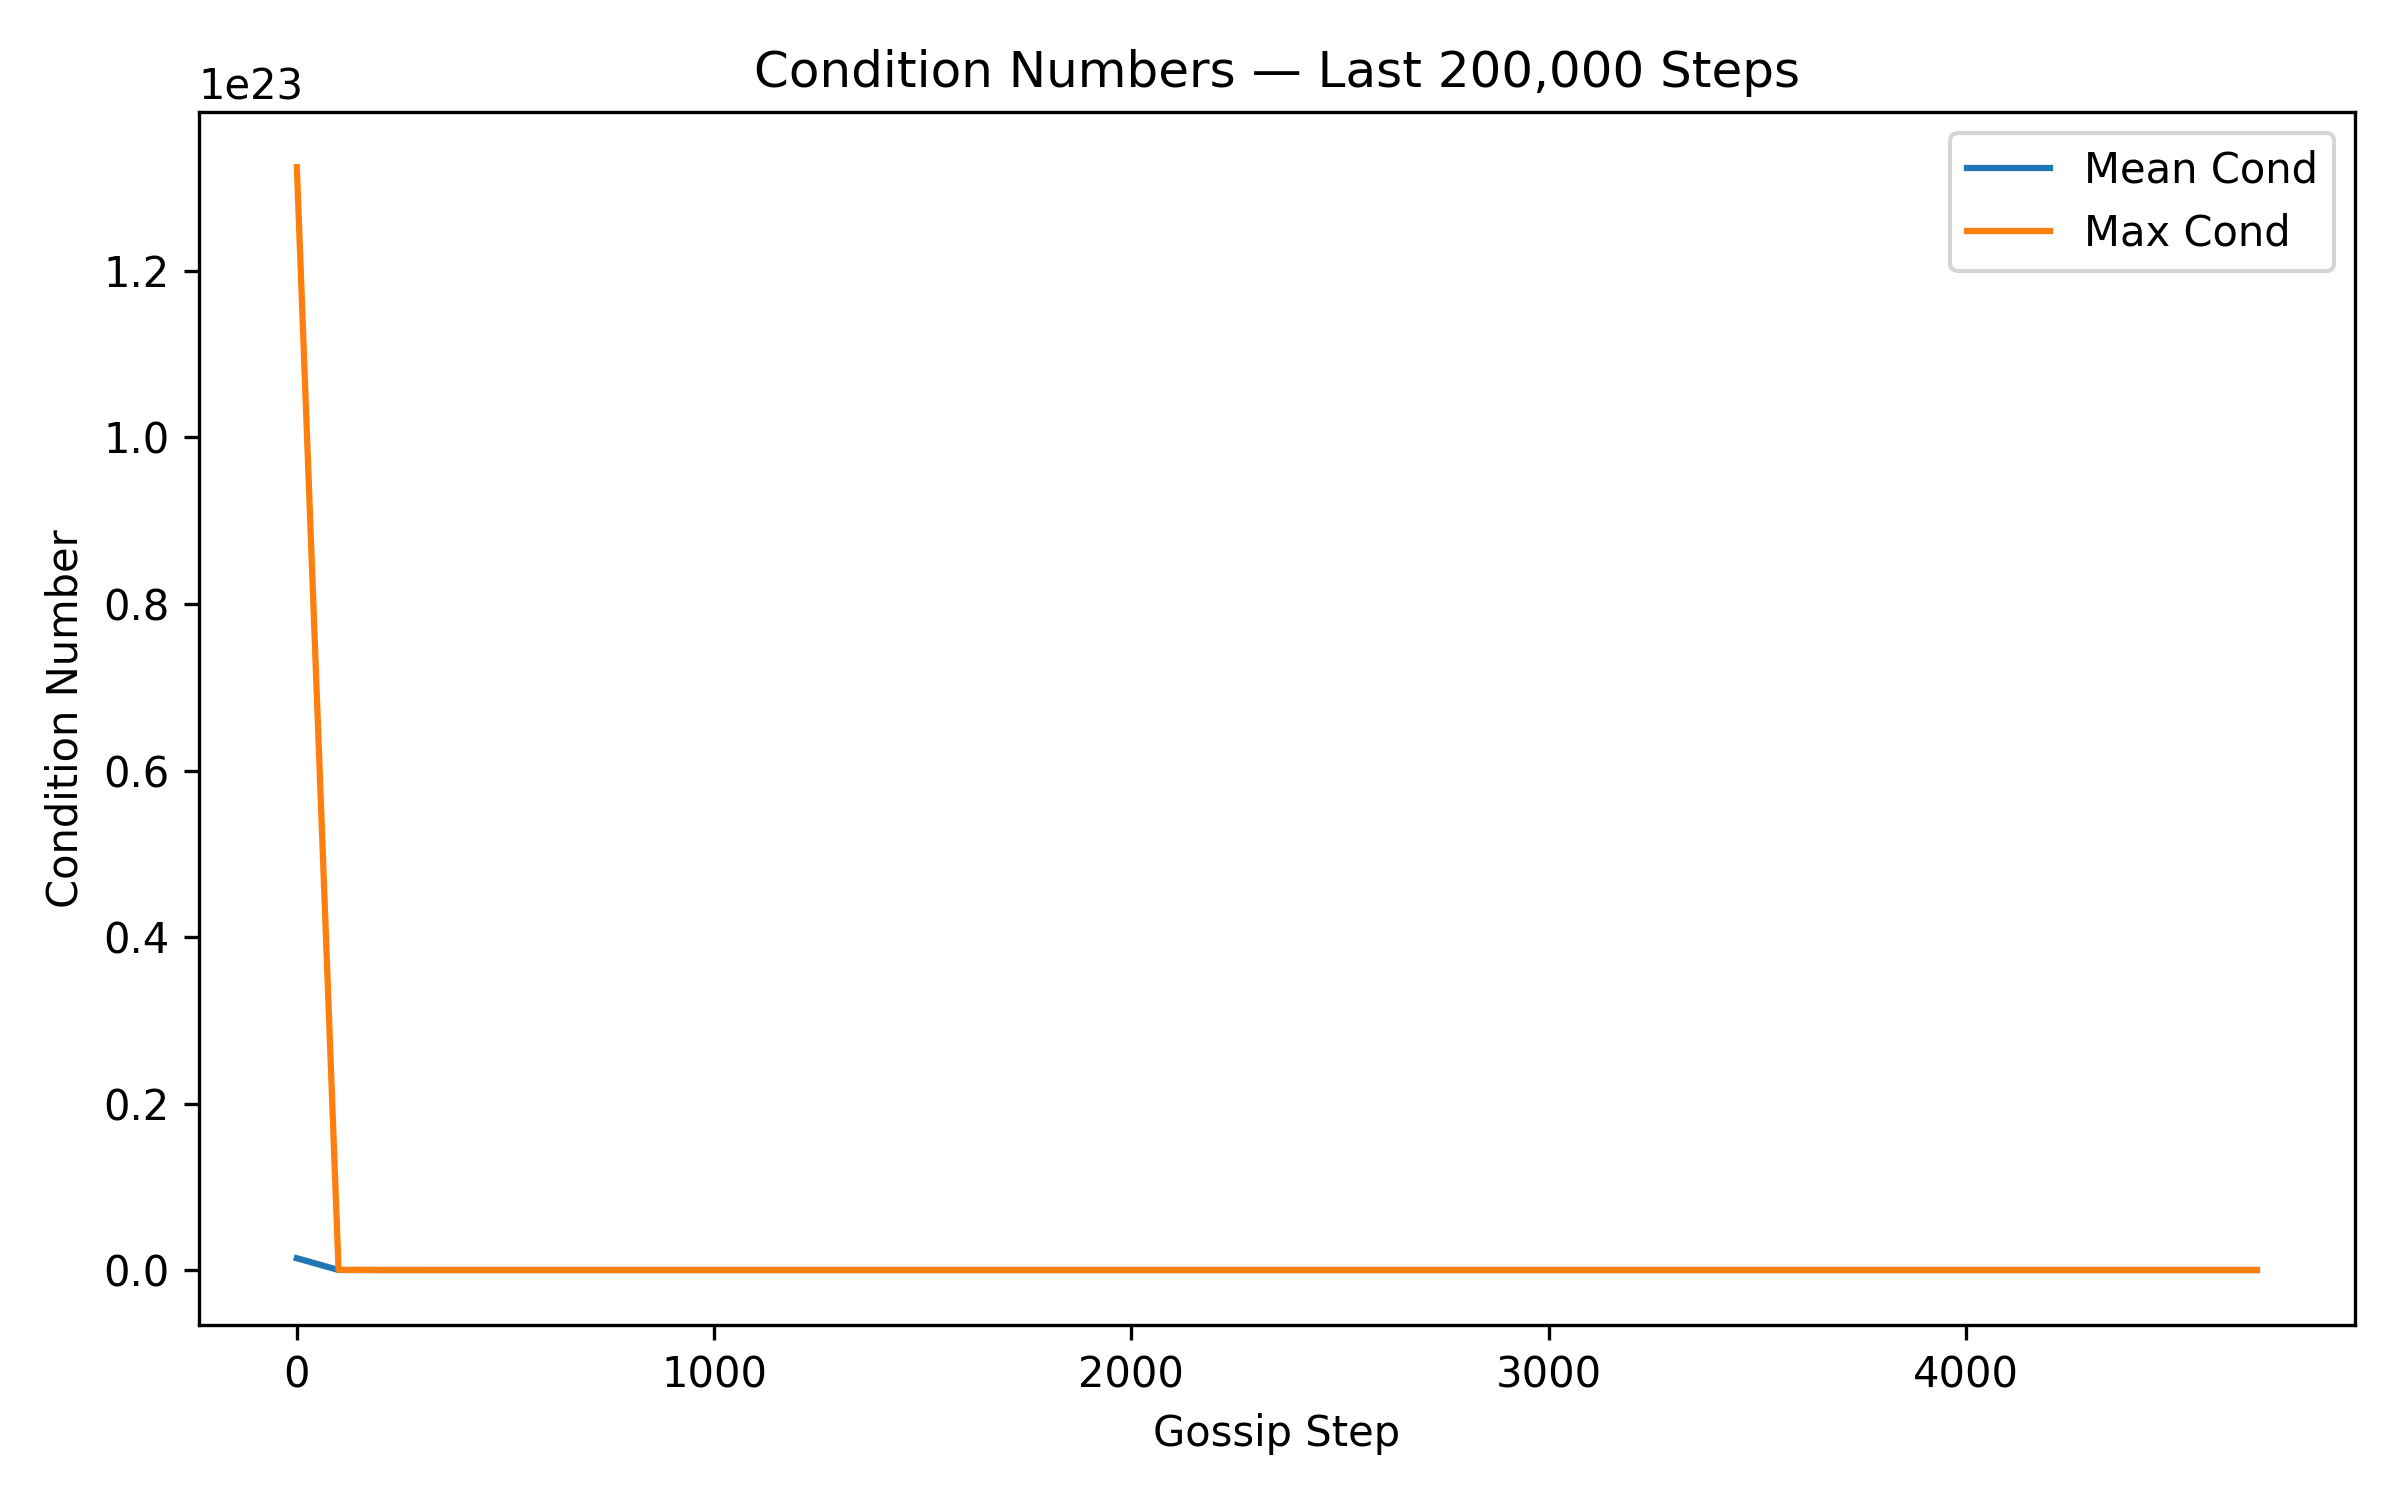 Condition Numbers — Last 200,000 Steps
1e23
Mean Cond
Max Cond
1.2
1.0
0.8
0.6
0.4
0.2
0.0
Condition Number
0 1000 2000 3000 4000
Gossip Step